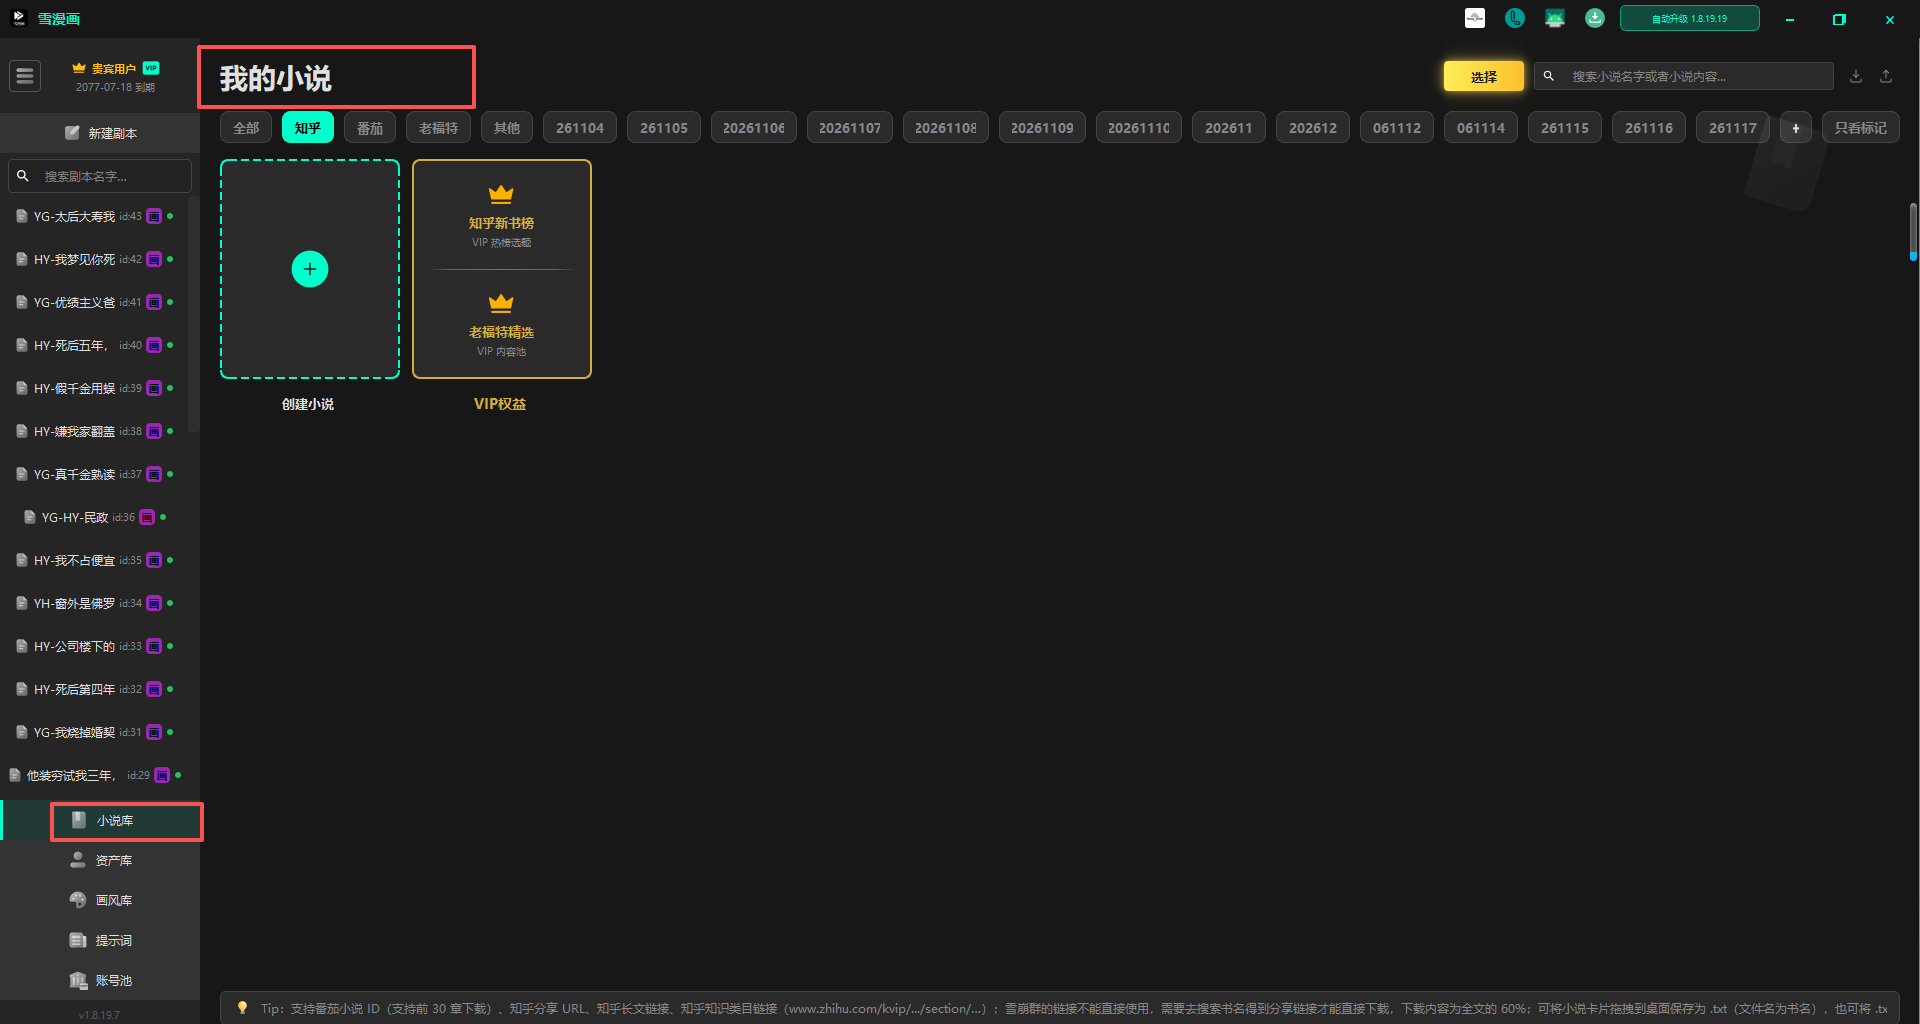 雪漫画
自动升级 1.8.19.19
贵宾用户 VIP
2077-07-18 到期
新建剧本
搜索剧本名字...
YG-太后大寿我 id:43 画
HY-我梦见你死 id:42 画
YG-优绩主义爸 id:41 画
HY-死后五年, id:40 画
HY-假千金用娱 id:39 画
HY-嫌我家翻盖 id:38 画
YG-真千金熟读 id:37 画
YG-HY-民政 id:36 画
HY-我不占便宜 id:35 画
YH-窗外是佛罗 id:34 画
HY-公司楼下的 id:33 画
HY-死后第四年 id:32 画
YG-我烧掉婚契 id:31 画
他装穷试我三年, id:29 画
小说库
资产库
画风库
提示词
账号池
v1.8.19.7
我的小说
选择
搜索小说名字或者小说内容...
全部 知乎 番茄 老福特 其他 261104 261105 20261106 20261107 20261108 20261109 20261110 202611 202612 061112 061114 261115 261116 261117 + 只看标记
知乎新书榜
VIP 热榜选题
老福特精选
VIP 内容池
创建小说
VIP权益
Tip：支持番茄小说 ID（支持前 30 章下载）、知乎分享 URL、知乎长文链接、知乎知识类目链接（www.zhihu.com/kvip/.../section/...）；雪崩群的链接不能直接使用，需要去搜索书名得到分享链接才能直接下载，下载内容为全文的 60%；可将小说卡片拖拽到桌面保存为 .txt（文件名为书名），也可将 .tx